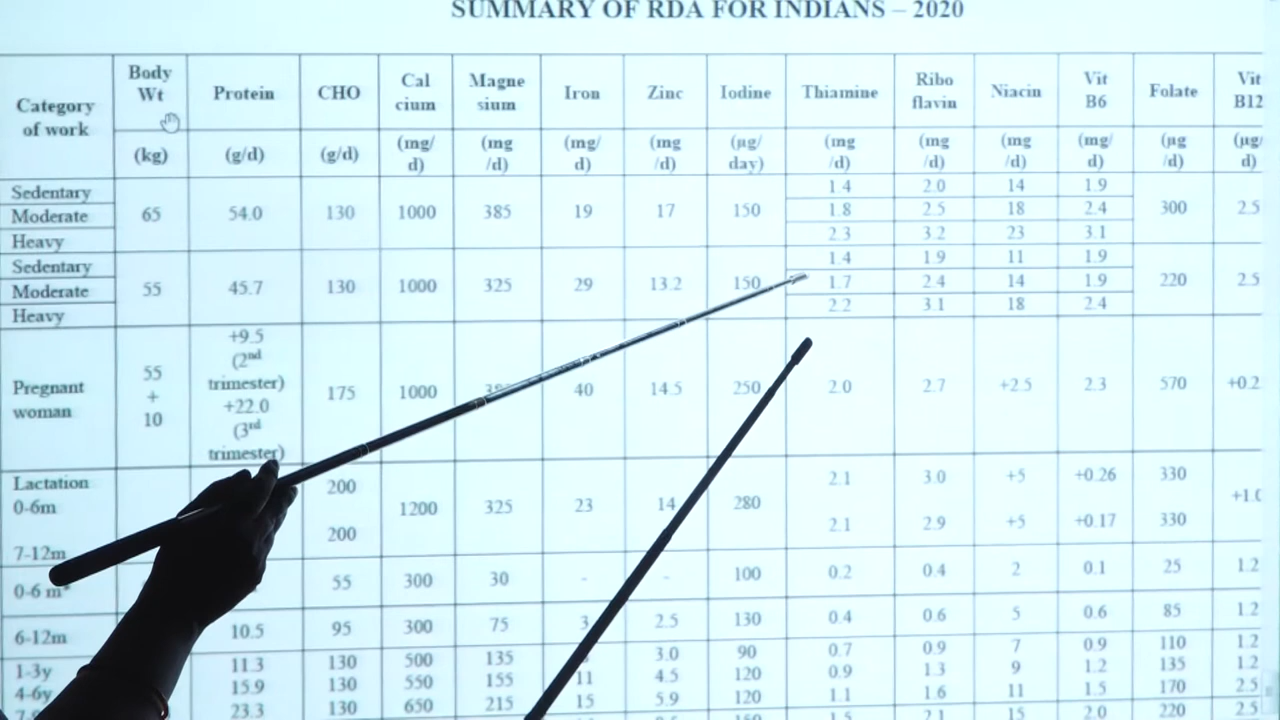 SUMMARY OF RDA FOR INDIANS – 2020
Category of work Body Wt Protein CHO Cal cium Magne sium Iron Zinc Iodine Thiamine Ribo flavin Niacin Vit B6 Folate Vit B12
(kg) (g/d) (g/d) (mg/ d) (mg /d) (mg/ d) (mg /d) (µg/ day) (mg /d) (mg /d) (mg /d) (mg/ d) (µg /d) (µg/ d)
Sedentary 1.4 2.0 14 1.9
Moderate 65 54.0 130 1000 385 19 17 150 1.8 2.5 18 2.4 300 2.5
Heavy 2.3 3.2 23 3.1
Sedentary 1.4 1.9 11 1.9
Moderate 55 45.7 130 1000 325 29 13.2 150 1.7 2.4 14 1.9 220 2.5
Heavy 2.2 3.1 18 2.4
Pregnant woman 55 + 10 +9.5 (2nd trimester) +22.0 (3rd trimester) 175 1000 40 14.5 250 2.0 2.7 +2.5 2.3 570 +0.2
Lactation
0-6m 200 1200 325 23 14 280 2.1 3.0 +5 +0.26 330 +1.0
7-12m 200 2.1 2.9 +5 +0.17 330
0-6 m* 55 300 30 - - 100 0.2 0.4 2 0.1 25 1.2
6-12m 10.5 95 300 75 3 2.5 130 0.4 0.6 5 0.6 85 1.2
1-3y 11.3 130 500 135 3.0 90 0.7 0.9 7 0.9 110 1.2
4-6y 15.9 130 550 155 11 4.5 120 0.9 1.3 9 1.2 135 1.2
23.3 130 650 215 15 5.9 120 1.1 1.6 11 1.5 170 2.5
15 2.0 220 2.5